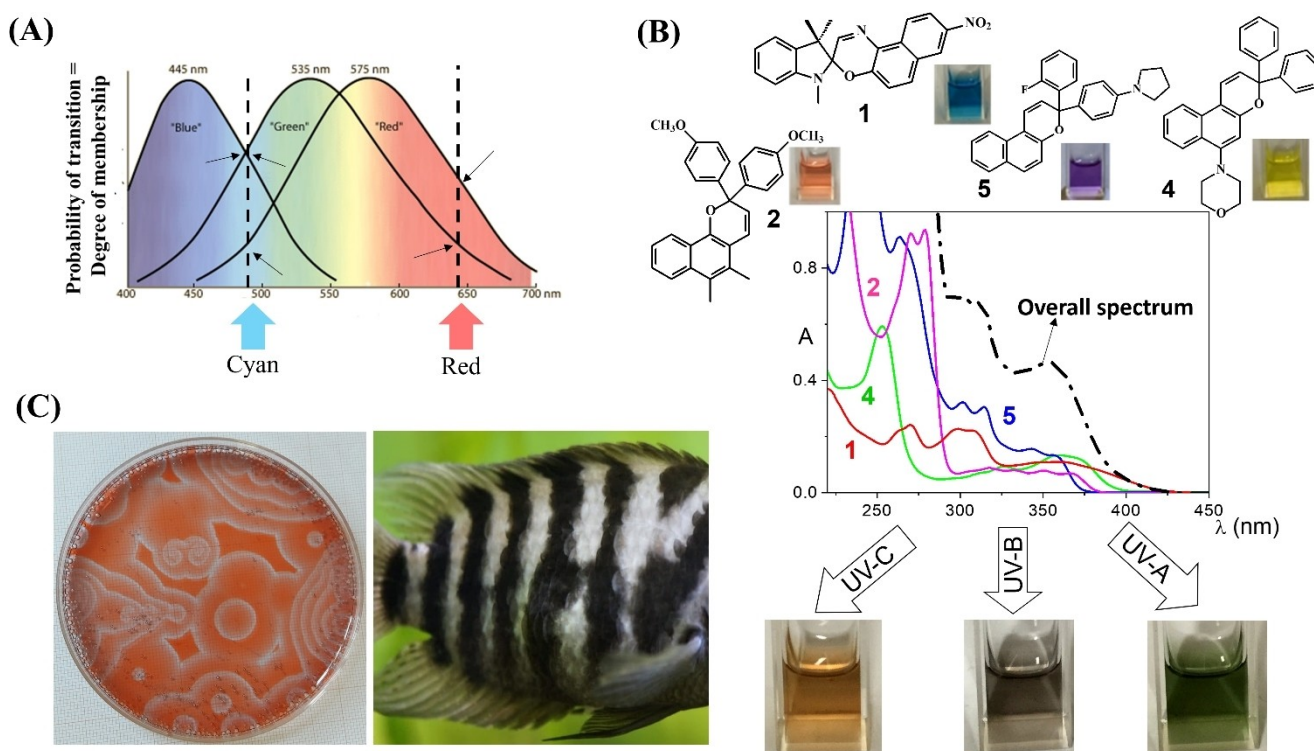 (A)
Probability of transition =
Degree of membership
445 nm
535 nm
575 nm
"Blue"
"Green"
"Red"
400
450
500
550
600
650
700 nm
Cyan
Red
(B)
NO₂
N
O
N
1
OCH₃
CH₃O
O
2
F
N
O
5
O
N
O
4
0.8
A
0.4
0.0
2
4
5
1
Overall spectrum
250
300
350
400
450
λ (nm)
UV-C
UV-B
UV-A
(C)